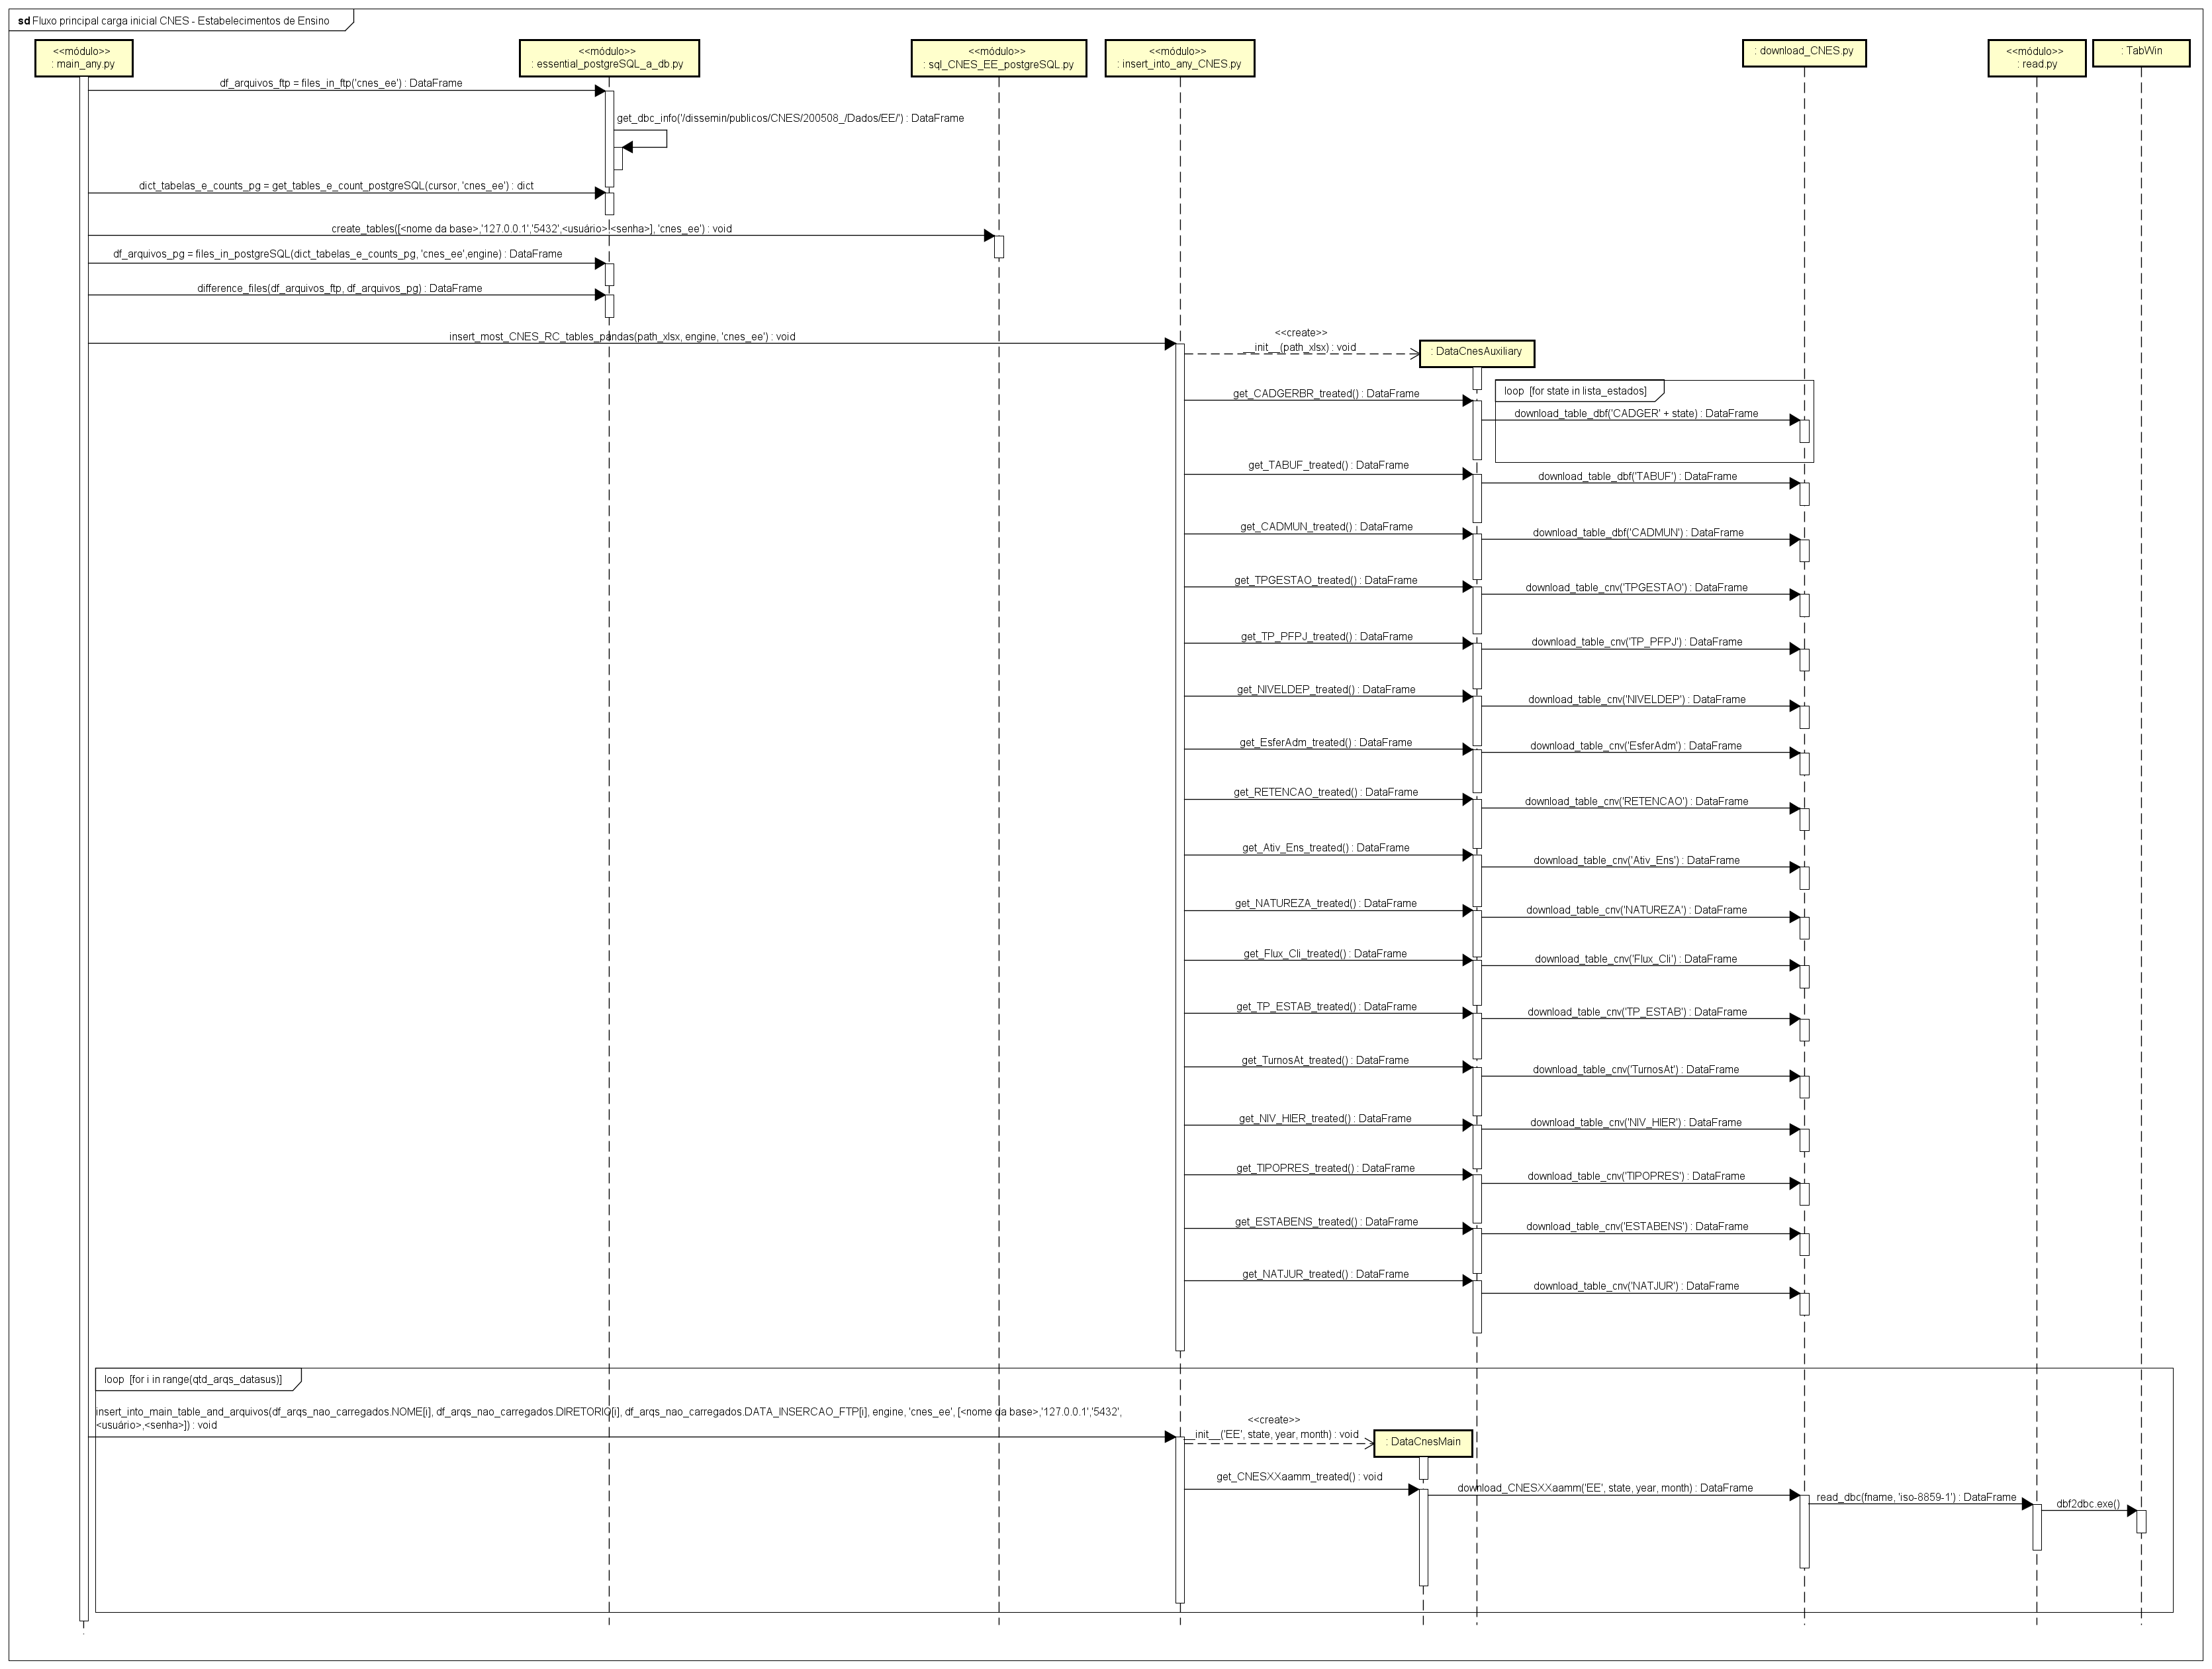 sd Fluxo principal carga inicial CNES - Estabelecimentos de Ensino
<<módulo>>
: main_any.py
<<módulo>>
: essential_postgreSQL_a_db.py
<<módulo>>
: sql_CNES_EE_postgreSQL.py
<<módulo>>
: insert_into_any_CNES.py
: download_CNES.py
<<módulo>>
: read.py
: TabWin
df_arquivos_ftp = files_in_ftp('cnes_ee') : DataFrame
get_dbc_info('/dissemin/publicos/CNES/200508_/Dados/EE/') : DataFrame
dict_tabelas_e_counts_pg = get_tables_e_count_postgreSQL(cursor, 'cnes_ee') : dict
create_tables([<nome da base>,'127.0.0.1','5432',<usuário>,<senha>], 'cnes_ee') : void
df_arquivos_pg = files_in_postgreSQL(dict_tabelas_e_counts_pg, 'cnes_ee',engine) : DataFrame
difference_files(df_arquivos_ftp, df_arquivos_pg) : DataFrame
insert_most_CNES_RC_tables_pandas(path_xlsx, engine, 'cnes_ee') : void
<<create>>
__init__(path_xlsx) : void
: DataCnesAuxiliary
loop [for state in lista_estados]
get_CADGERBR_treated() : DataFrame
download_table_dbf('CADGER' + state) : DataFrame
get_TABUF_treated() : DataFrame
download_table_dbf('TABUF') : DataFrame
get_CADMUN_treated() : DataFrame
download_table_dbf('CADMUN') : DataFrame
get_TPGESTAO_treated() : DataFrame
download_table_cnv('TPGESTAO') : DataFrame
get_TP_PFPJ_treated() : DataFrame
download_table_cnv('TP_PFPJ') : DataFrame
get_NIVELDEP_treated() : DataFrame
download_table_cnv('NIVELDEP') : DataFrame
get_EsferAdm_treated() : DataFrame
download_table_cnv('EsferAdm') : DataFrame
get_RETENCAO_treated() : DataFrame
download_table_cnv('RETENCAO') : DataFrame
get_Ativ_Ens_treated() : DataFrame
download_table_cnv('Ativ_Ens') : DataFrame
get_NATUREZA_treated() : DataFrame
download_table_cnv('NATUREZA') : DataFrame
get_Flux_Cli_treated() : DataFrame
download_table_cnv('Flux_Cli') : DataFrame
get_TP_ESTAB_treated() : DataFrame
download_table_cnv('TP_ESTAB') : DataFrame
get_TurnosAt_treated() : DataFrame
download_table_cnv('TurnosAt') : DataFrame
get_NIV_HIER_treated() : DataFrame
download_table_cnv('NIV_HIER') : DataFrame
get_TIPOPRES_treated() : DataFrame
download_table_cnv('TIPOPRES') : DataFrame
get_ESTABENS_treated() : DataFrame
download_table_cnv('ESTABENS') : DataFrame
get_NATJUR_treated() : DataFrame
download_table_cnv('NATJUR') : DataFrame
loop [for i in range(qtd_arqs_datasus)]
insert_into_main_table_and_arquivos(df_arqs_nao_carregados.NOME[i], df_arqs_nao_carregados.DIRETORIO[i], df_arqs_nao_carregados.DATA_INSERCAO_FTP[i], engine, 'cnes_ee', [<nome da base>,'127.0.0.1','5432',
<usuário>,<senha>]) : void
<<create>>
__init__('EE', state, year, month) : void
: DataCnesMain
get_CNESXXaamm_treated() : void
download_CNESXXaamm('EE', state, year, month) : DataFrame
read_dbc(fname, 'iso-8859-1') : DataFrame
dbf2dbc.exe()